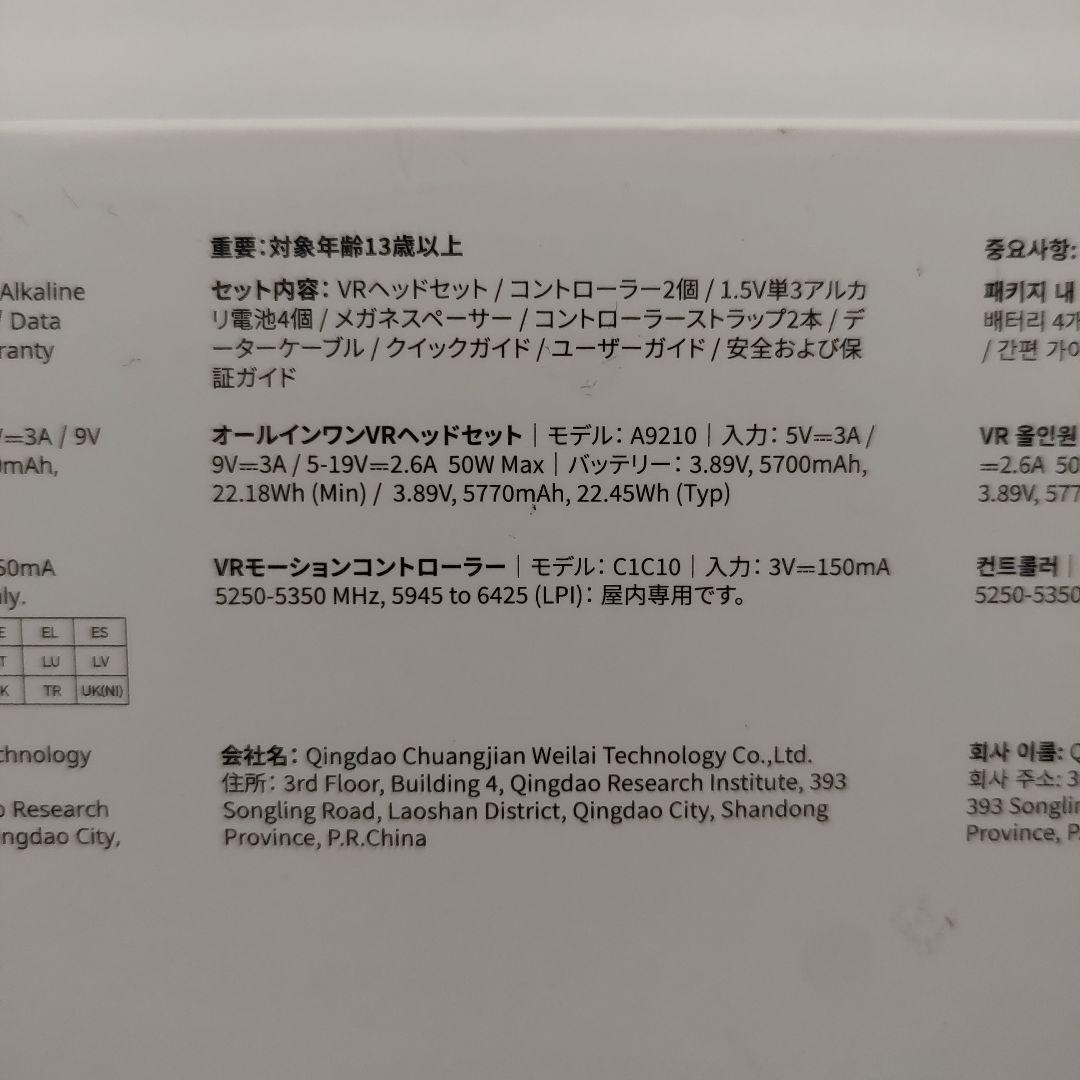 Alkaline
/ Data
ranty
=3A / 9V
mAh,
50mA
ly.
E EL ES
T LU LV
K TR UK(NI)
chnology
o Research
ngdao City,
重要：対象年齢13歳以上
セット内容： VRヘッドセット / コントローラー2個 / 1.5V単3アルカ
リ電池4個 / メガネスペーサー / コントローラーストラップ2本 / デ
ーターケーブル / クイックガイド / ユーザーガイド / 安全および保
証ガイド
オールインワンVRヘッドセット｜モデル： A9210｜入力： 5V⎓3A /
9V⎓3A / 5-19V⎓2.6A 50W Max｜バッテリー： 3.89V, 5700mAh,
22.18Wh (Min) / 3.89V, 5770mAh, 22.45Wh (Typ)
VRモーションコントローラー｜モデル： C1C10｜入力： 3V⎓150mA
5250-5350 MHz, 5945 to 6425 (LPI)： 屋内専用です。
会社名： Qingdao Chuangjian Weilai Technology Co.,Ltd.
住所： 3rd Floor, Building 4, Qingdao Research Institute, 393
Songling Road, Laoshan District, Qingdao City, Shandong
Province, P.R.China
중요사항:
패키지 내
배터리 4개
/ 간편 가이
VR 올인원
⎓2.6A 50
3.89V, 577
컨트롤러｜
5250-5350
회사 이름: Q
회사 주소: 3
393 Songlin
Province, P.